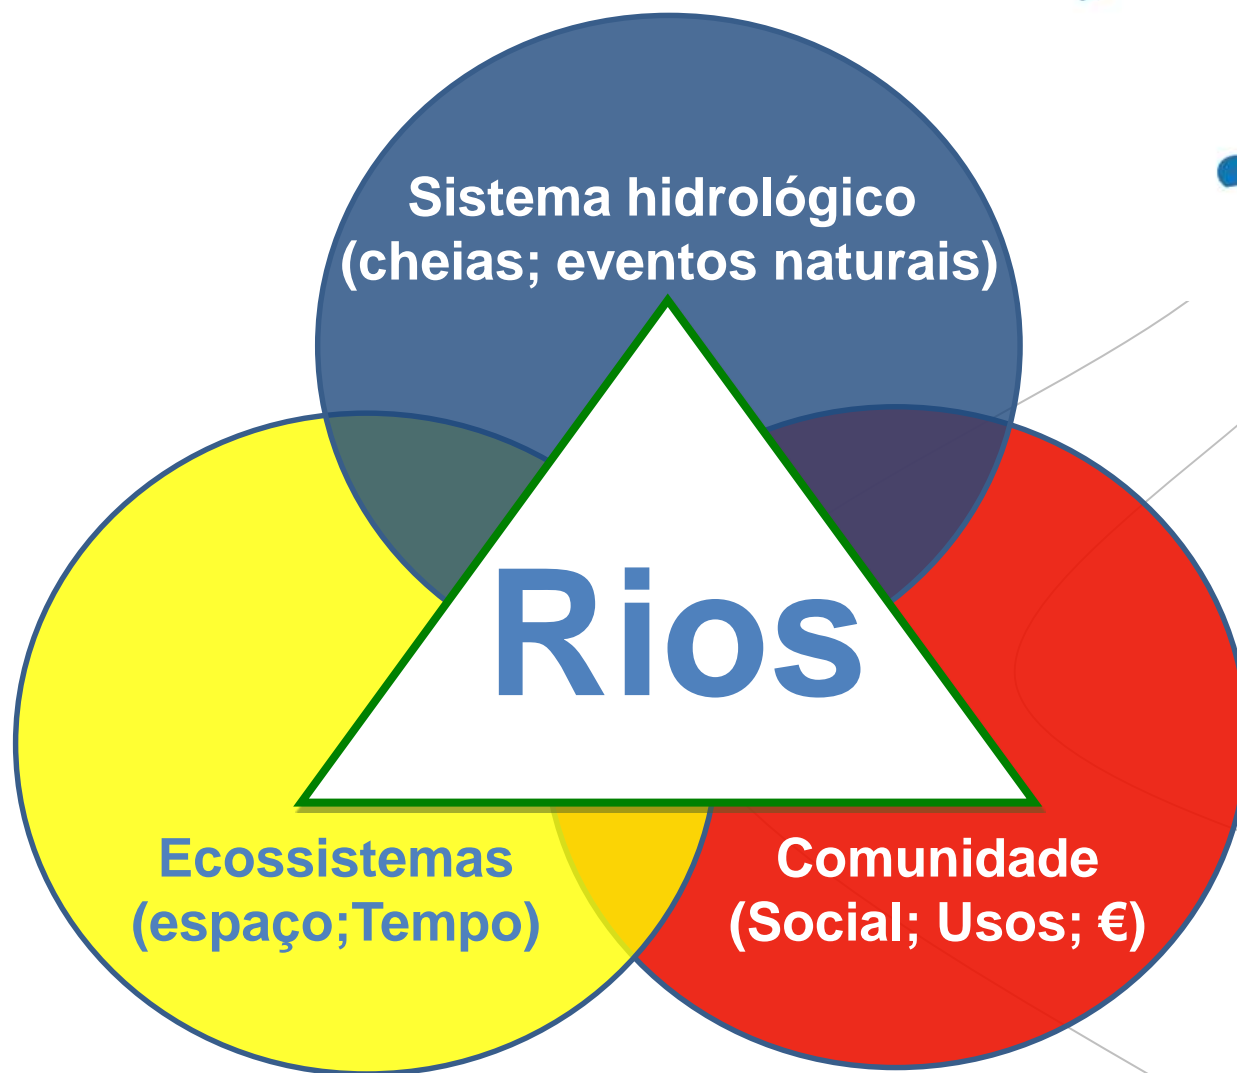 Sistema hidrológico
(cheias; eventos naturais)
Rios
Ecossistemas
(espaço;Tempo)
Comunidade
(Social; Usos; €)